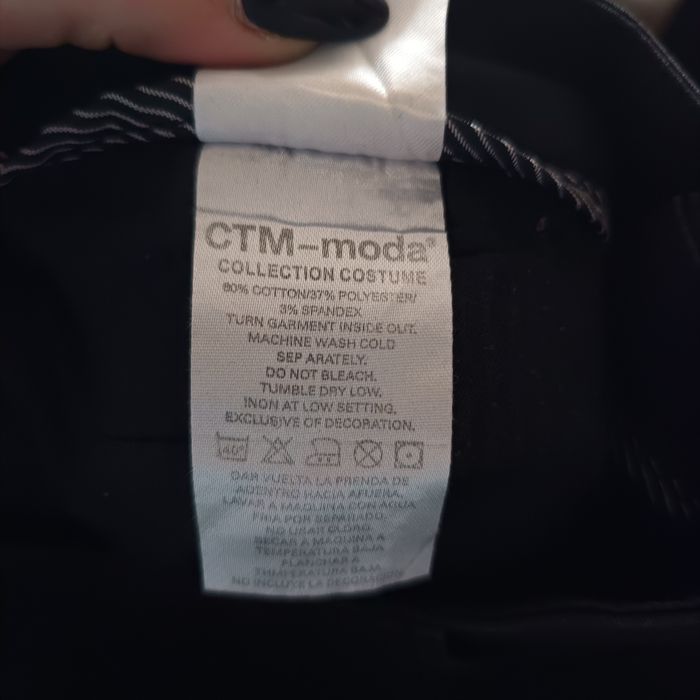 CTM-moda®
COLLECTION COSTUME
60% COTTON/37% POLYESTER/
3% SPANDEX
TURN GARMENT INSIDE OUT.
MACHINE WASH COLD
SEP ARATELY.
DO NOT BLEACH.
TUMBLE DRY LOW.
INON AT LOW SETTING.
EXCLUSIVE OF DECORATION.
40°
DAR VUELTA LA PRENDA DE
ADENTRO HACIA AFUERA.
LAVAR A MAQUINA CON AGUA
FRIA POR SEPARADO.
NO USAR CLORO.
SECAR A MAQUINA A
TEMPERATURA BAJA
PLANCHAR A
TEMPERATURA BAJA
NO INCLUYE LA DECORACION